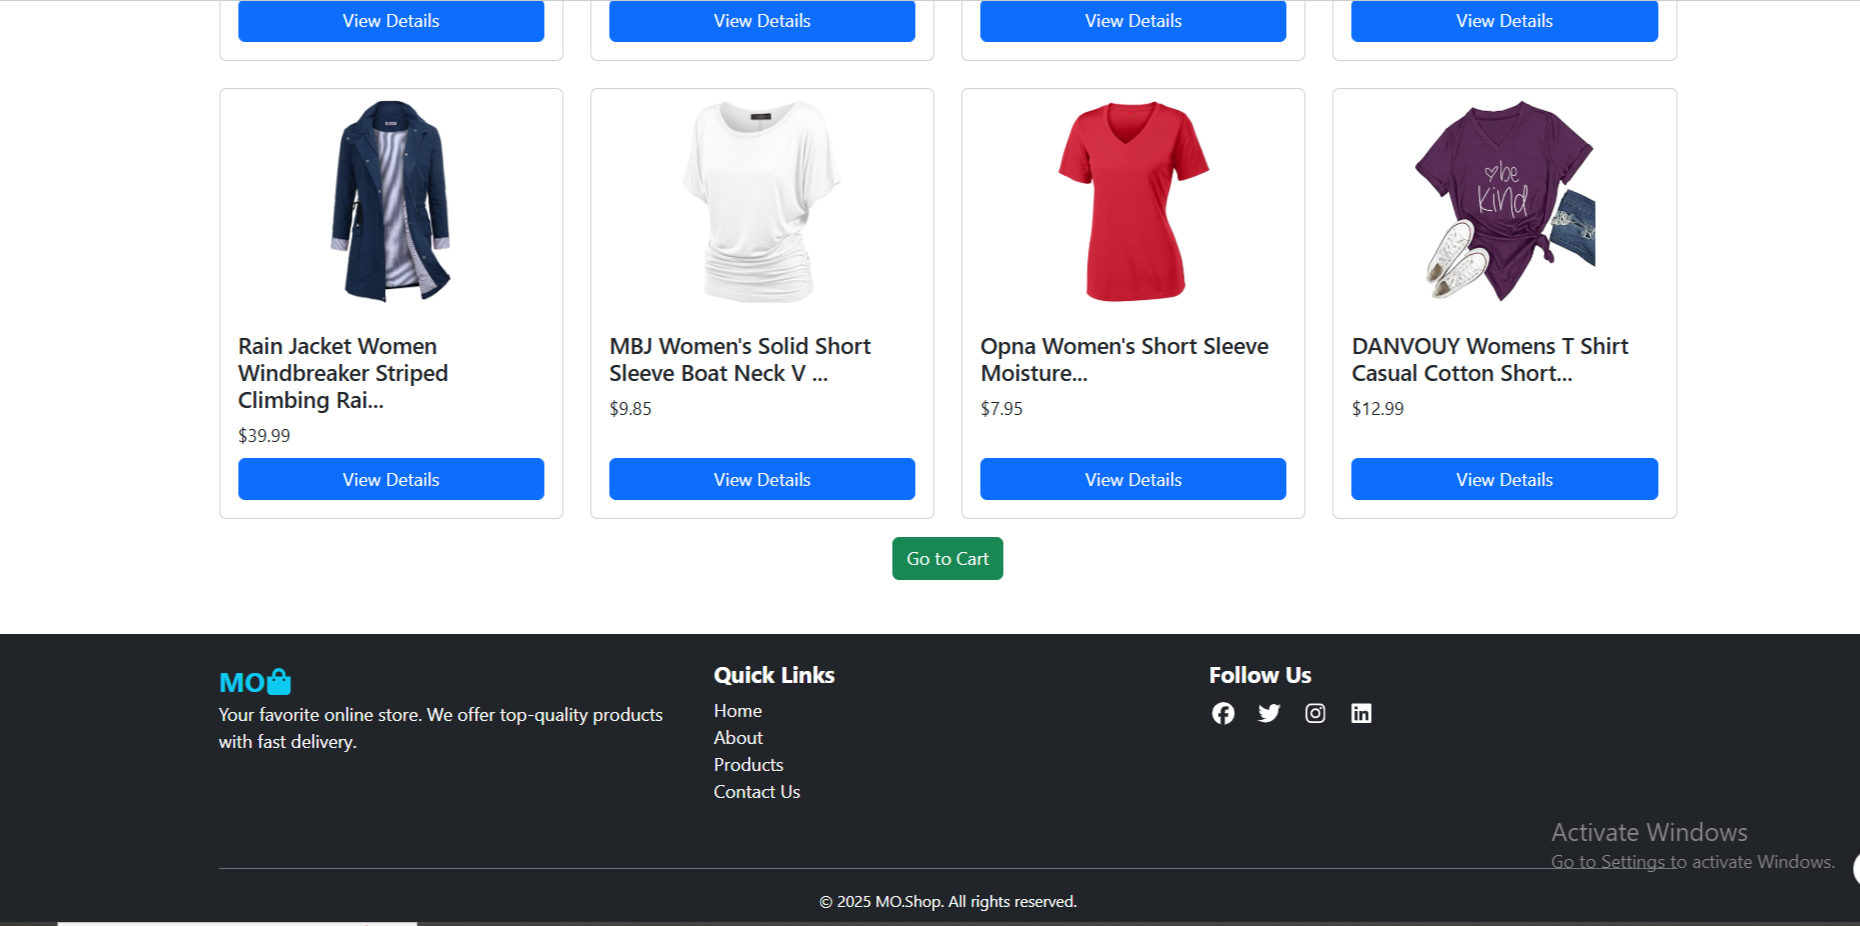 View Details
View Details
View Details
View Details
be
kind
Rain Jacket Women
Windbreaker Striped
Climbing Rai...
$39.99
View Details
MBJ Women's Solid Short
Sleeve Boat Neck V ...
$9.85
View Details
Opna Women's Short Sleeve
Moisture...
$7.95
View Details
DANVOUY Womens T Shirt
Casual Cotton Short...
$12.99
View Details
Go to Cart
MO
Your favorite online store. We offer top-quality products
with fast delivery.
Quick Links
Home
About
Products
Contact Us
Follow Us
Activate Windows
Go to Settings to activate Windows.
© 2025 MO.Shop. All rights reserved.